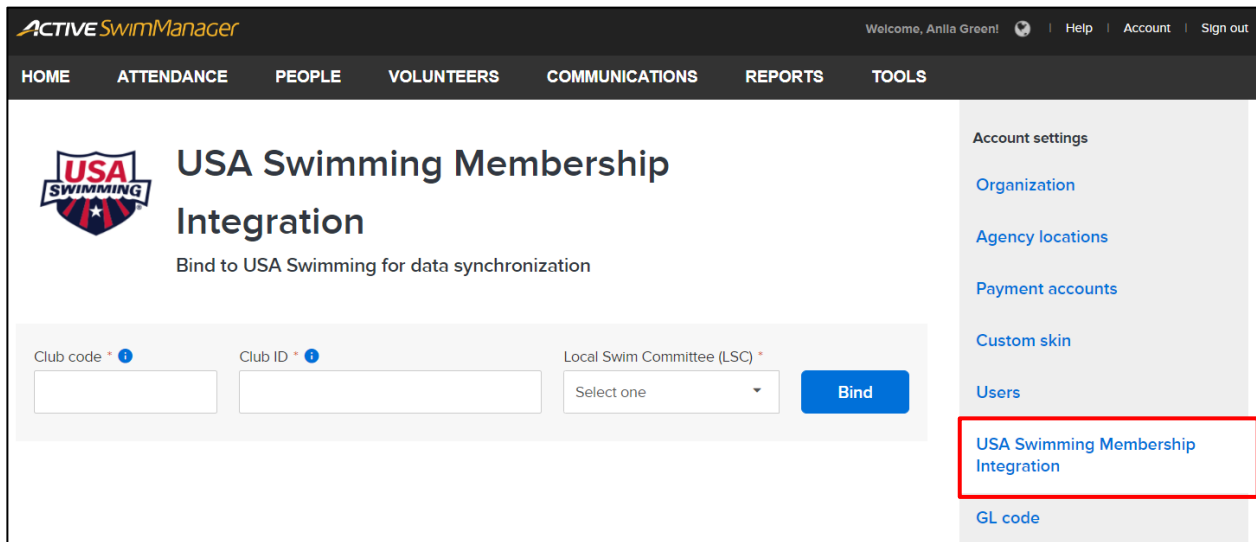 ACTIVE SwimManager
Welcome, Anlia Green! | Help | Account | Sign out
HOME ATTENDANCE PEOPLE VOLUNTEERS COMMUNICATIONS REPORTS TOOLS
USA
SWIMMING
USA Swimming Membership
Integration
Bind to USA Swimming for data synchronization
Club code *
Club ID *
Local Swim Committee (LSC) *
Select one
Bind
Account settings
Organization
Agency locations
Payment accounts
Custom skin
Users
USA Swimming Membership
Integration
GL code